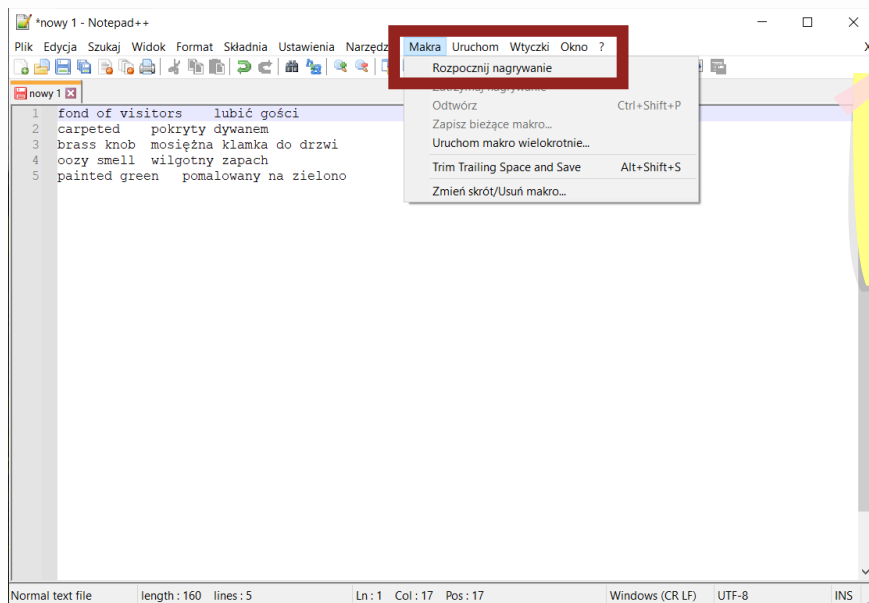 *nowy 1 - Notepad++
Plik Edycja Szukaj Widok Format Składnia Ustawienia Narzędz Makra Uruchom Wtyczki Okno ? X
Rozpocznij nagrywanie
nowy 1
Zatrzymaj nagrywanie
Odtwórz Ctrl+Shift+P
Zapisz bieżące makro...
Uruchom makro wielokrotnie...
Trim Trailing Space and Save Alt+Shift+S
Zmień skrót/Usuń makro...
1 fond of visitors lubić gości
2 carpeted pokryty dywanem
3 brass knob mosiężna klamka do drzwi
4 oozy smell wilgotny zapach
5 painted green pomalowany na zielono
Normal text file length : 160 lines : 5 Ln : 1 Col : 17 Pos : 17 Windows (CR LF) UTF-8 INS